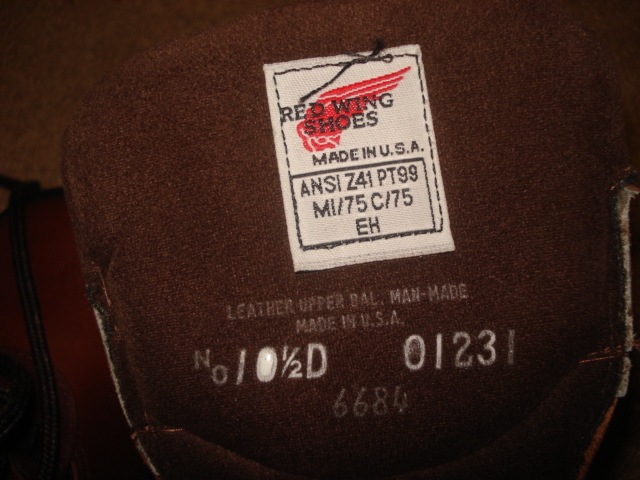 RED WING
SHOES
MADE IN U.S.A.
ANSI Z41 PT99
MI/75 C/75
EH
LEATHER UPPER BAL. MAN-MADE
MADE IN U.S.A.
No 10½D 01231
6684